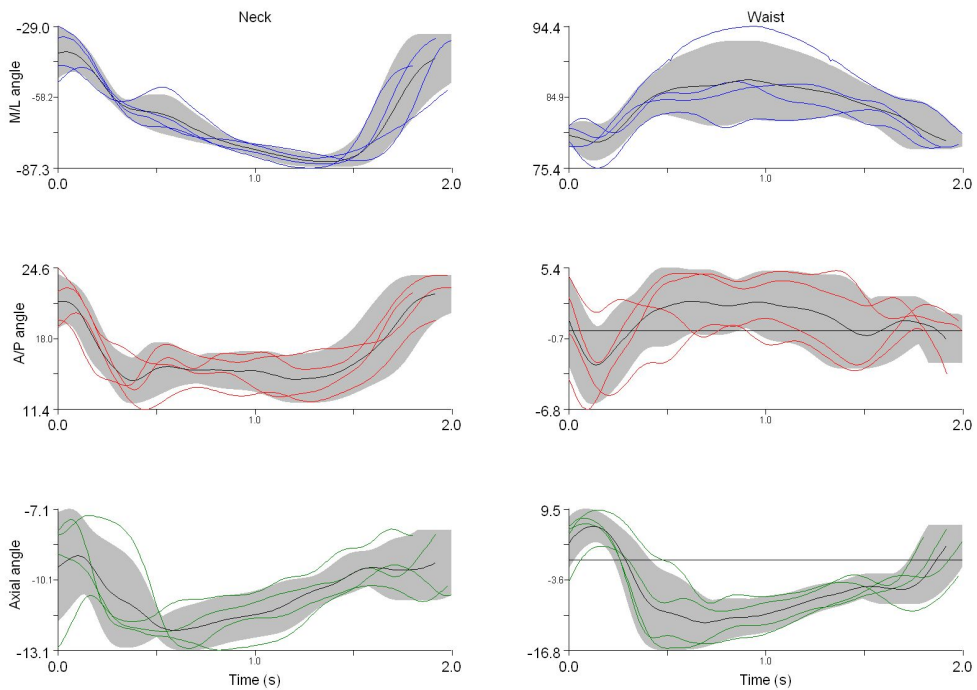 Neck Waist
-29.0 94.4
M/L angle -58.2 84.9
-87.3 75.4
0.0 1.0 2.0 0.0 1.0 2.0
24.6 5.4
A/P angle 18.0 -0.7
11.4 -6.8
0.0 1.0 2.0 0.0 1.0 2.0
-7.1 9.5
Axial angle -10.1 -3.6
-13.1 -16.8
0.0 1.0 2.0 0.0 1.0 2.0
Time (s) Time (s)